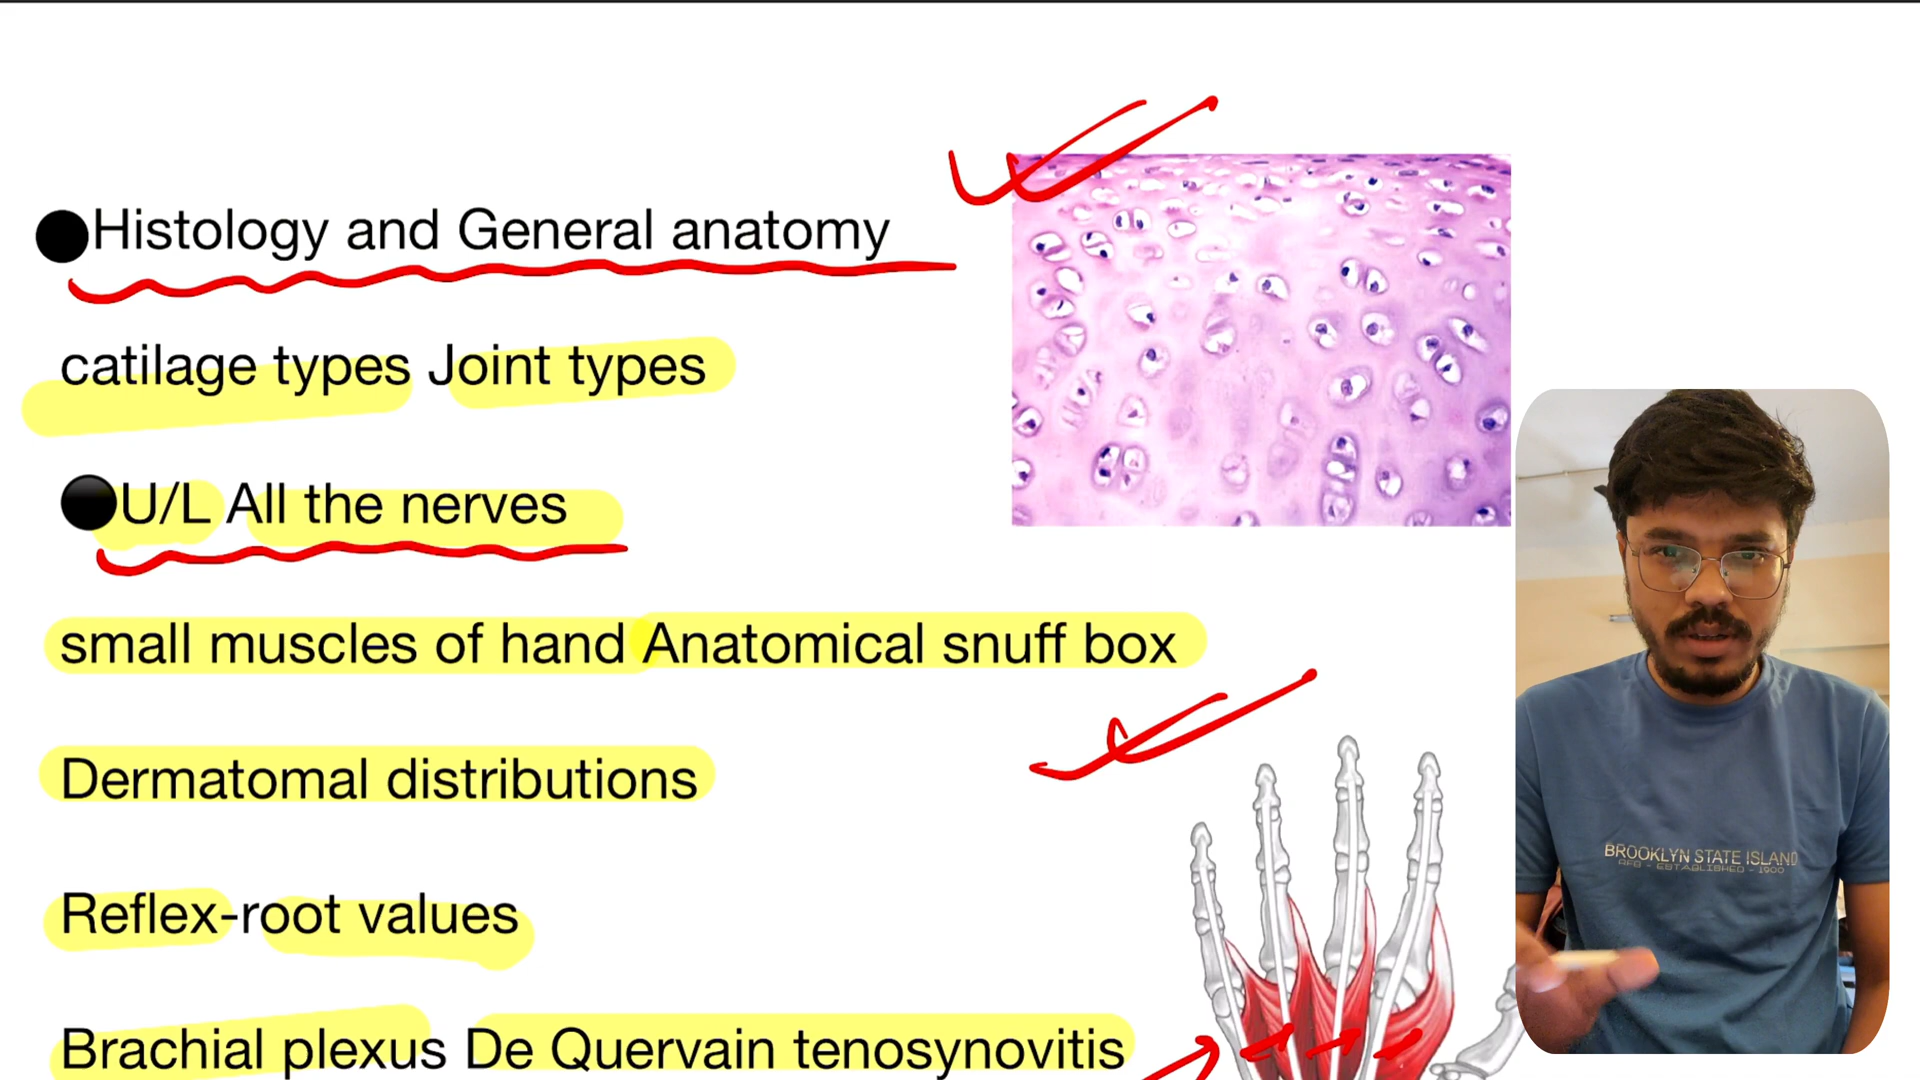 ●Histology and General anatomy
catilage types Joint types
●U/L All the nerves
small muscles of hand Anatomical snuff box
Dermatomal distributions
Reflex-root values
Brachial plexus De Quervain tenosynovitis
BROOKLYN STATE ISLAND